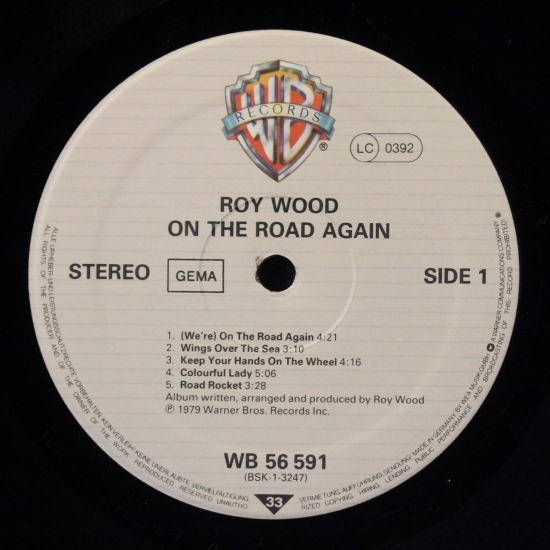 WB
RECORDS
®
LC 0392
ROY WOOD
ON THE ROAD AGAIN
STEREO GEMA SIDE 1
1. (We're) On The Road Again 4:21
2. Wings Over The Sea 3:10
3. Keep Your Hands On The Wheel 4:16
4. Colourful Lady 5:06
5. Road Rocket 3:28
Album written, arranged and produced by Roy Wood
℗ 1979 Warner Bros. Records Inc.
WB 56 591
(BSK-1-3247)
33
ALLE URHEBER-UND LEISTUNGSSCHUTZRECHTE VORBEHALTEN. KEIN VERLEIH! KEINE UNERLAUBTE VERVIELFÄLTIGUNG, VERMIETUNG, AUFFÜHRUNG, SENDUNG! MADE IN GERMANY BY WEA MUSIK GMBH A WARNER COMMUNICATIONS COMPANY
ALL RIGHTS OF THE PRODUCER AND OF THE OWNER OF THE WORK REPRODUCED RESERVED UNAUTHORIZED COPYING, HIRING, LENDING, PUBLIC PERFORMANCE AND BROADCASTING OF THIS RECORD PROHIBITED!